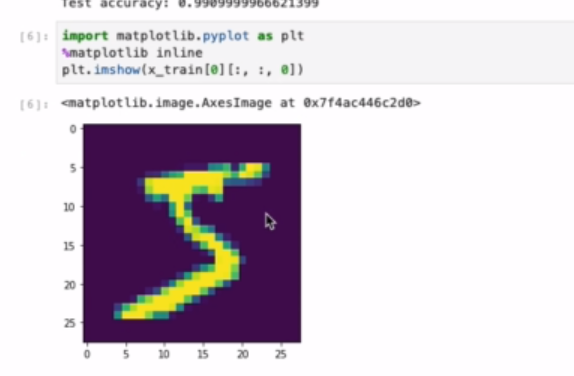 Test accuracy: 0.9909999966621399
[6]: import matplotlib.pyplot as plt
%matplotlib inline
plt.imshow(x_train[0][:, :, 0])
[6]: <matplotlib.image.AxesImage at 0x7f4ac446c2d0>
0
5
10
15
20
25
0 5 10 15 20 25